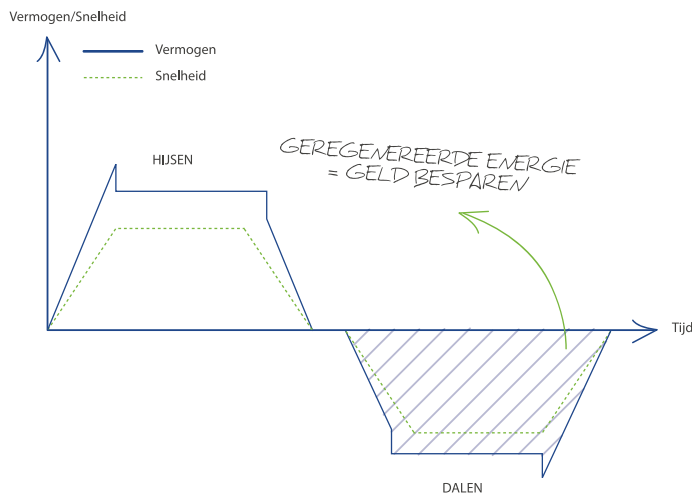 Vermogen/Snelheid
Vermogen
Snelheid
HIJSEN
GEREGENEREERDE ENERGIE
= GELD BESPAREN
Tijd
DALEN